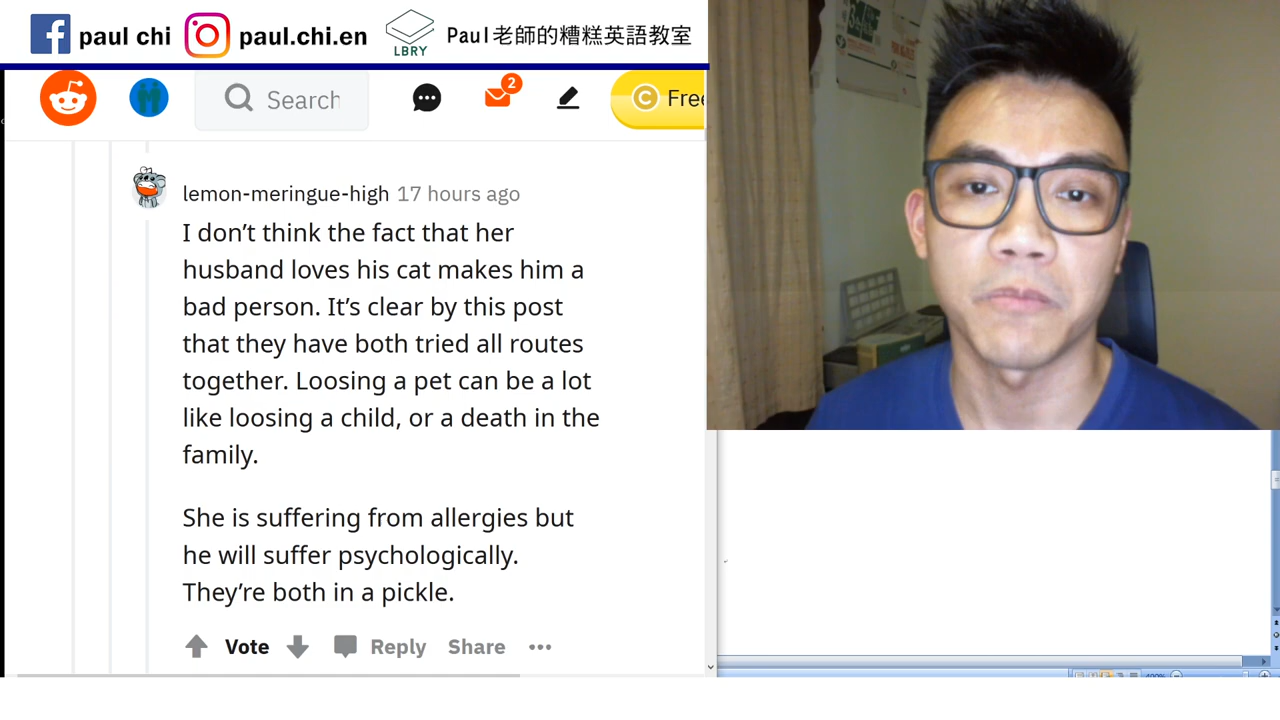 paul chi paul.chi.en LBRY Paul老師的糟糕英語教室
Search 2 Free
lemon-meringue-high 17 hours ago
I don’t think the fact that her
husband loves his cat makes him a
bad person. It’s clear by this post
that they have both tried all routes
together. Loosing a pet can be a lot
like loosing a child, or a death in the
family.
She is suffering from allergies but
he will suffer psychologically.
They’re both in a pickle.
Vote Reply Share
400%